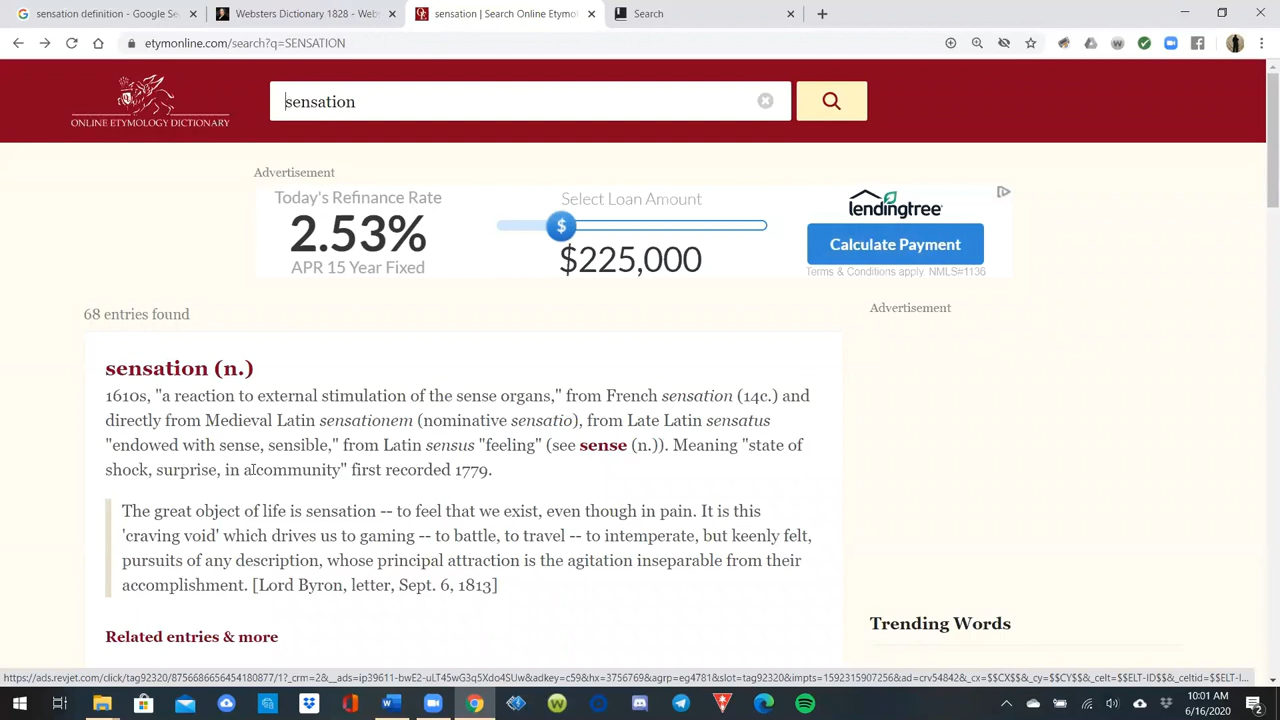 sensation definition - Google Se
Websters Dictionary 1828 - Web
sensation | Search Online Etymo
Search
etymonline.com/search?q=SENSATION
ONLINE ETYMOLOGY DICTIONARY
sensation
Advertisement
Today's Refinance Rate
2.53%
APR 15 Year Fixed
Select Loan Amount
$
$225,000
lendingtree
Calculate Payment
Terms & Conditions apply. NMLS#1136
68 entries found
Advertisement
sensation (n.)
1610s, "a reaction to external stimulation of the sense organs," from French sensation (14c.) and
directly from Medieval Latin sensationem (nominative sensatio), from Late Latin sensatus
"endowed with sense, sensible," from Latin sensus "feeling" (see sense (n.)). Meaning "state of
shock, surprise, in a community" first recorded 1779.
The great object of life is sensation -- to feel that we exist, even though in pain. It is this
'craving void' which drives us to gaming -- to battle, to travel -- to intemperate, but keenly felt,
pursuits of any description, whose principal attraction is the agitation inseparable from their
accomplishment. [Lord Byron, letter, Sept. 6, 1813]
Related entries & more
Trending Words
10:01 AM
6/16/2020